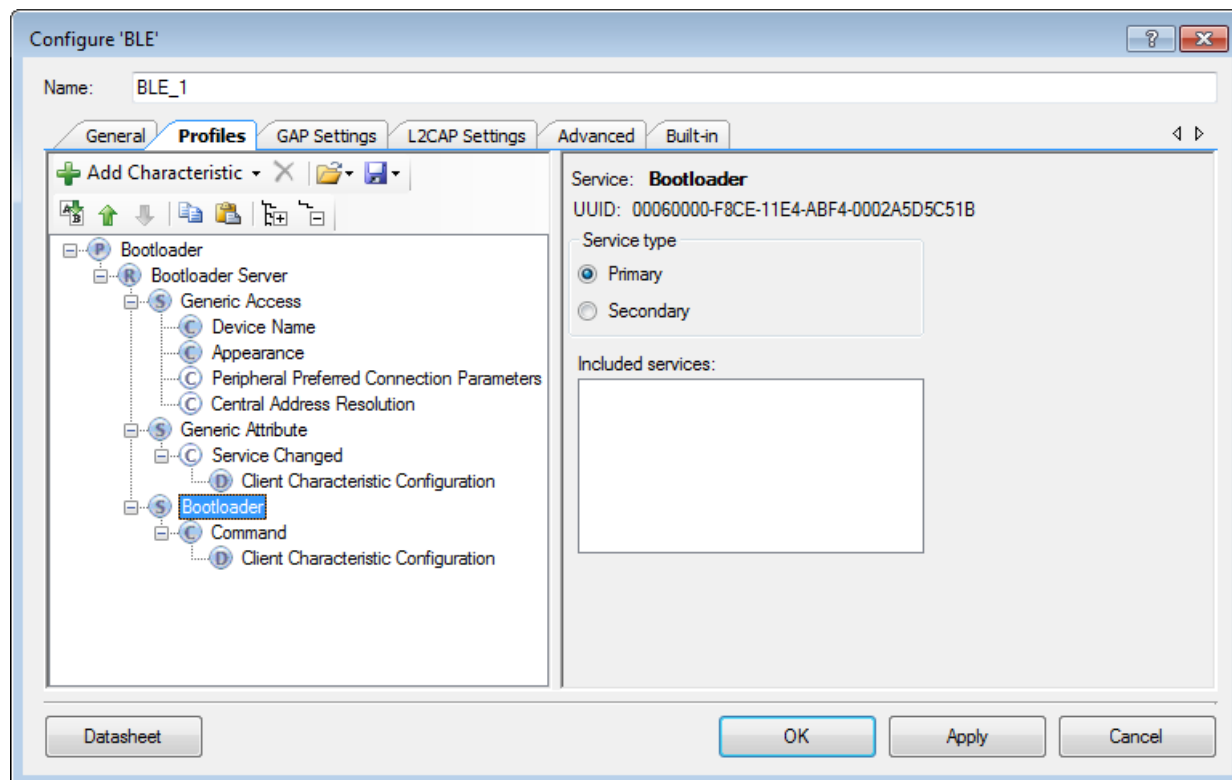 Configure 'BLE'
Name: BLE_1
General Profiles GAP Settings L2CAP Settings Advanced Built-in
Add Characteristic
Service: Bootloader
UUID: 00060000-F8CE-11E4-ABF4-0002A5D5C51B
Service type
Primary
Secondary
Included services:
P Bootloader
R Bootloader Server
S Generic Access
C Device Name
C Appearance
C Peripheral Preferred Connection Parameters
C Central Address Resolution
S Generic Attribute
C Service Changed
D Client Characteristic Configuration
S Bootloader
C Command
D Client Characteristic Configuration
Datasheet OK Apply Cancel